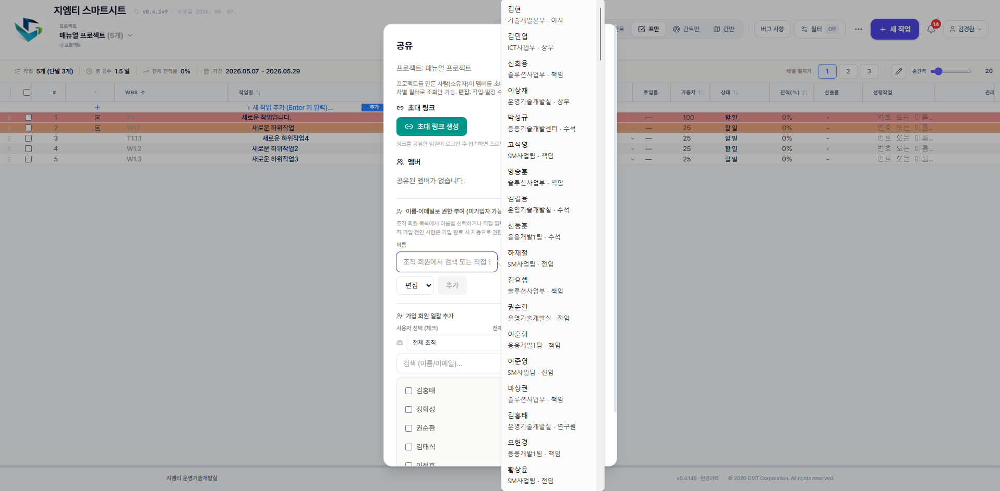 지엠티 스마트시트
v0.4.149 · 수정일 2026. 05. 07.
프로젝트
매뉴얼 프로젝트 (5개)
내 프로젝트
표만
간트만
칸반
버그 사항
필터 Off
새 작업
14
김경환
작업 5개 (단말 3개)
총 공수 1.5 일
전체 진척율 0%
기간 2026.05.07 ~ 2026.05.29
레벨 펼치기 1 2 3
줄간격 20
# WBS 작업명 투입율 가중치 상태 진척(%) 산출물 선행작업 관리
+ 새 작업 추가 (Enter 키 입력)... 추가
1 P1 새로운 작업입니다. — 100 할 일 0% 번호 또는 이름...
2 W1.1 새로운 하위작업 — 25 할 일 0% - 번호 또는 이름...
3 T1.1.1 새로운 하위작업4 — 25 할 일 0% - 번호 또는 이름...
4 W1.2 새로운 하위작업2 — 25 할 일 0% - 번호 또는 이름...
5 W1.3 새로운 하위작업3 — 25 할 일 0% - 번호 또는 이름...
공유
프로젝트: 매뉴얼 프로젝트
프로젝트를 만든 사람(소유자)이 멤버를
자별 필터로 조회만 가능. 편집: 작업·일정
초대 링크
초대 링크 생성
링크를 공유한 팀원이 로그인 후 접속하면
멤버
공유된 멤버가 없습니다.
이름·이메일로 권한 부여 (미가입자 가능
조직 회원 목록에서 이름을 선택하거나 직접
직 가입 전인 사람은 가입 완료 시 자동으로
이름
조직 회원에서 검색 또는 직접
편집 추가
가입 회원 일괄 추가
사용자 선택 (체크) 전체
전체 조직
검색 (이름/이메일)...
김홍태
정회성
권순환
김태식
김현
기술개발본부 · 이사
김민엽
ICT사업부 · 상무
신희용
솔루션사업부 · 책임
이상재
운영기술개발실 · 상무
박성규
응용기술개발센터 · 수석
고석영
SM사업팀 · 책임
양승훈
솔루션사업부 · 책임
김길용
운영기술개발실 · 수석
신동훈
응용개발1팀 · 수석
하재철
SM사업팀 · 전임
김요셉
솔루션사업부 · 책임
권순환
운영기술개발실 · 전임
이훈휘
응용개발1팀 · 책임
이준영
SM사업팀 · 전임
마상권
솔루션사업부 · 책임
김홍태
운영기술개발실 · 연구원
오헌경
응용개발1팀 · 책임
황상윤
SM사업팀 · 전임
지엠티 운영기술개발실
v0.4.149 · 변경이력 · © 2026 GMT Corporation. All rights reserved.